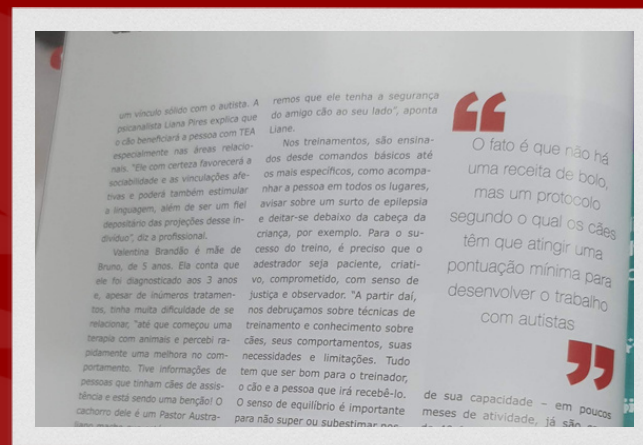 um vínculo sólido com o autista. A
psicanalista Liana Pires explica que
o cão beneficiará a pessoa com TEA
especialmente nas áreas relacio-
nais. "Ele com certeza favorecerá a
sociabilidade e as vinculações afe-
tivas e poderá também estimular
a linguagem, além de ser um fiel
depositário das projeções desse in-
divíduo", diz a profissional.
Valentina Brandão é mãe de
Bruno, de 5 anos. Ela conta que
ele foi diagnosticado aos 3 anos
e, apesar de inúmeros tratamen-
tos, tinha muita dificuldade de se
relacionar, "até que começou uma
terapia com animais e percebi ra-
pidamente uma melhora no com-
portamento. Tive informações de
pessoas que tinham cães de assis-
tência e está sendo uma benção! O
cachorro dele é um Pastor Austra-
remos que ele tenha a segurança
do amigo cão ao seu lado", aponta
Liane.
Nos treinamentos, são ensina-
dos desde comandos básicos até
os mais específicos, como acompa-
nhar a pessoa em todos os lugares,
avisar sobre um surto de epilepsia
e deitar-se debaixo da cabeça da
criança, por exemplo. Para o su-
cesso do treino, é preciso que o
adestrador seja paciente, criati-
vo, comprometido, com senso de
justiça e observador. "A partir daí,
nos debruçamos sobre técnicas de
treinamento e conhecimento sobre
cães, seus comportamentos, suas
necessidades e limitações. Tudo
tem que ser bom para o treinador,
o cão e a pessoa que irá recebê-lo.
O senso de equilíbrio é importante
para não super ou subestimar
“
O fato é que não há
uma receita de bolo,
mas um protocolo
segundo o qual os cães
têm que atingir uma
pontuação mínima para
desenvolver o trabalho
com autistas
”
de sua capacidade – em poucos
meses de atividade, já são